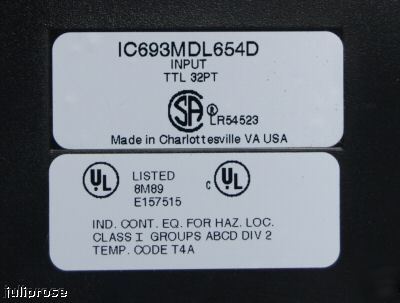 IC693MDL654D
INPUT
TTL 32PT
SA
LR54523
Made in Charlottesville VA USA
UL
LISTED
8M89
E157515
C UL
IND. CONT. EQ. FOR HAZ. LOC.
CLASS I GROUPS ABCD DIV 2
TEMP. CODE T4A
juliprose